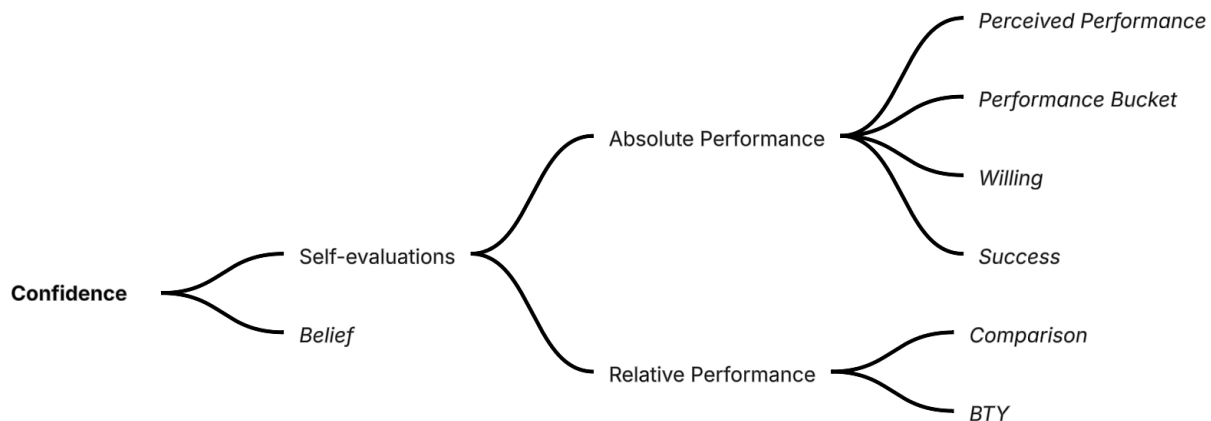 Perceived Performance
Performance Bucket
Absolute Performance
Willing
Self-evaluations
Success
Confidence
Belief
Comparison
Relative Performance
BTY